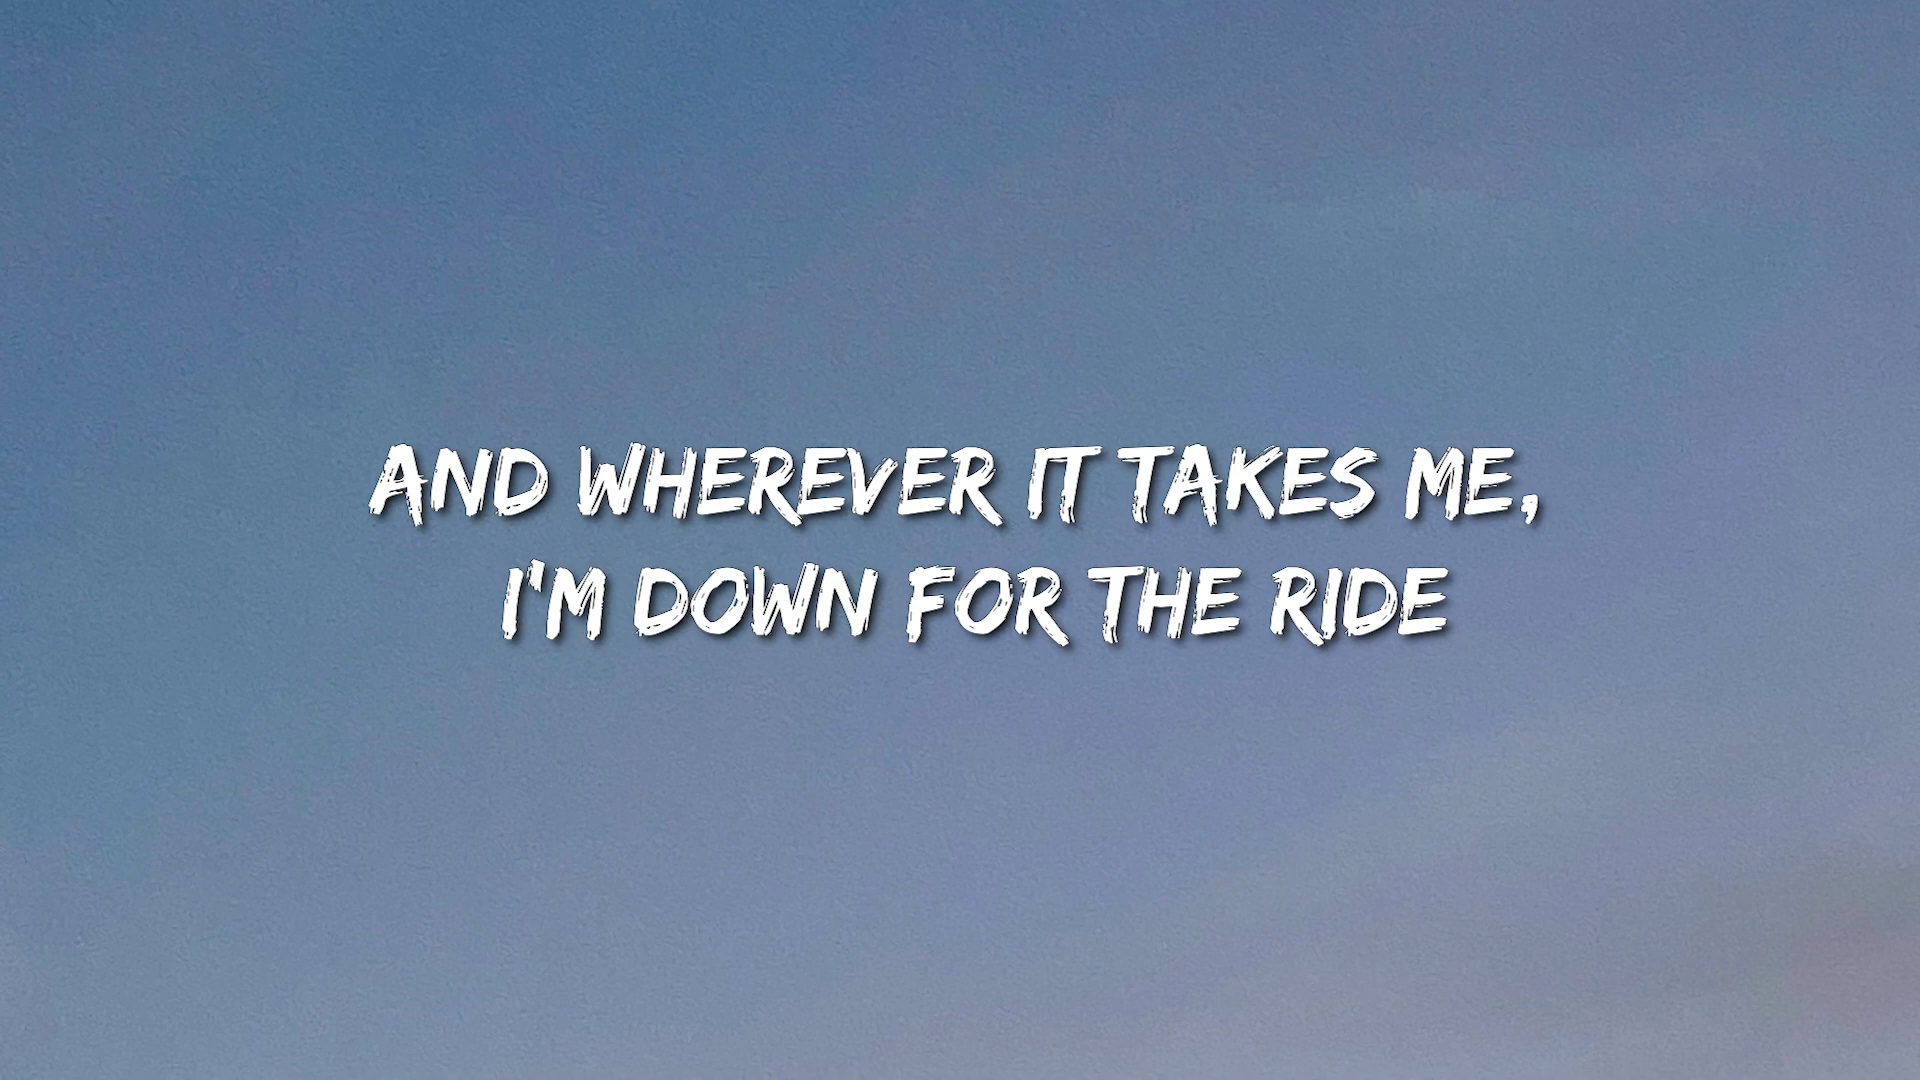 AND WHEREVER IT TAKES ME,
I'M DOWN FOR THE RIDE